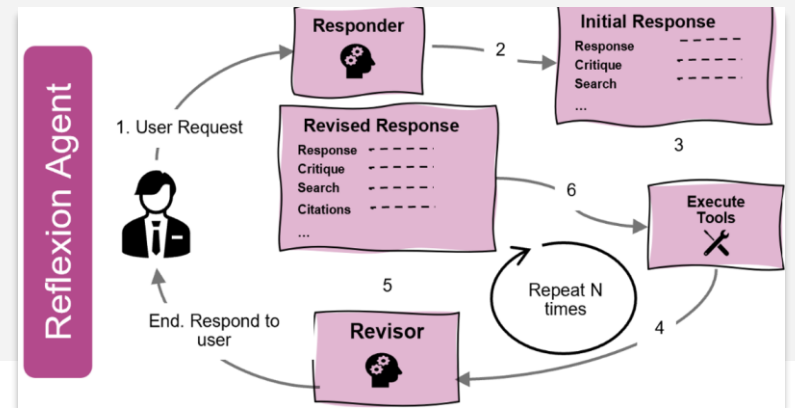 Reflexion Agent
Responder
2
Initial Response
Response
Critique
Search
...
1. User Request
Revised Response
Response
Critique
Search
Citations
...
3
6
Execute
Tools
5
Repeat N
times
4
End. Respond to
user
Revisor